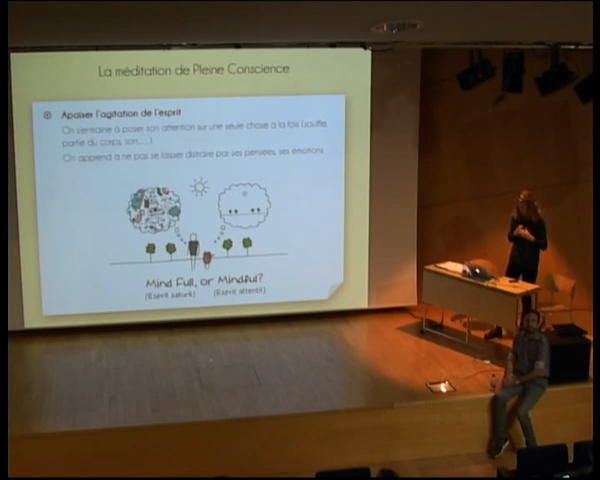 La méditation de Pleine Conscience
Apaiser l'agitation de l'esprit
On s'entraîne à poser son attention sur une seule chose à la fois (souffle,
partie du corps, son,...)
On apprend à ne pas se laisser distraire par ses pensées, ses émotions
Mind Full, or Mindful?
(Esprit saturé) (Esprit attentif)